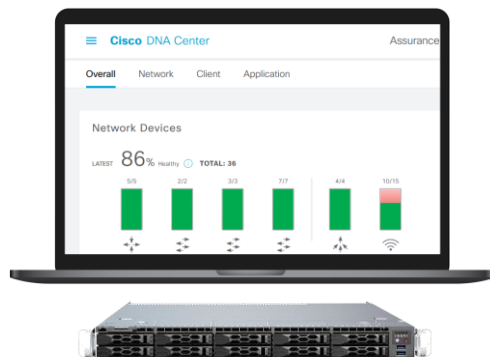 Cisco DNA Center
Assurance
Overall Network Client Application
Network Devices
LATEST 86% Healthy TOTAL: 36
5/5 2/2 3/3 7/7 4/4 10/15